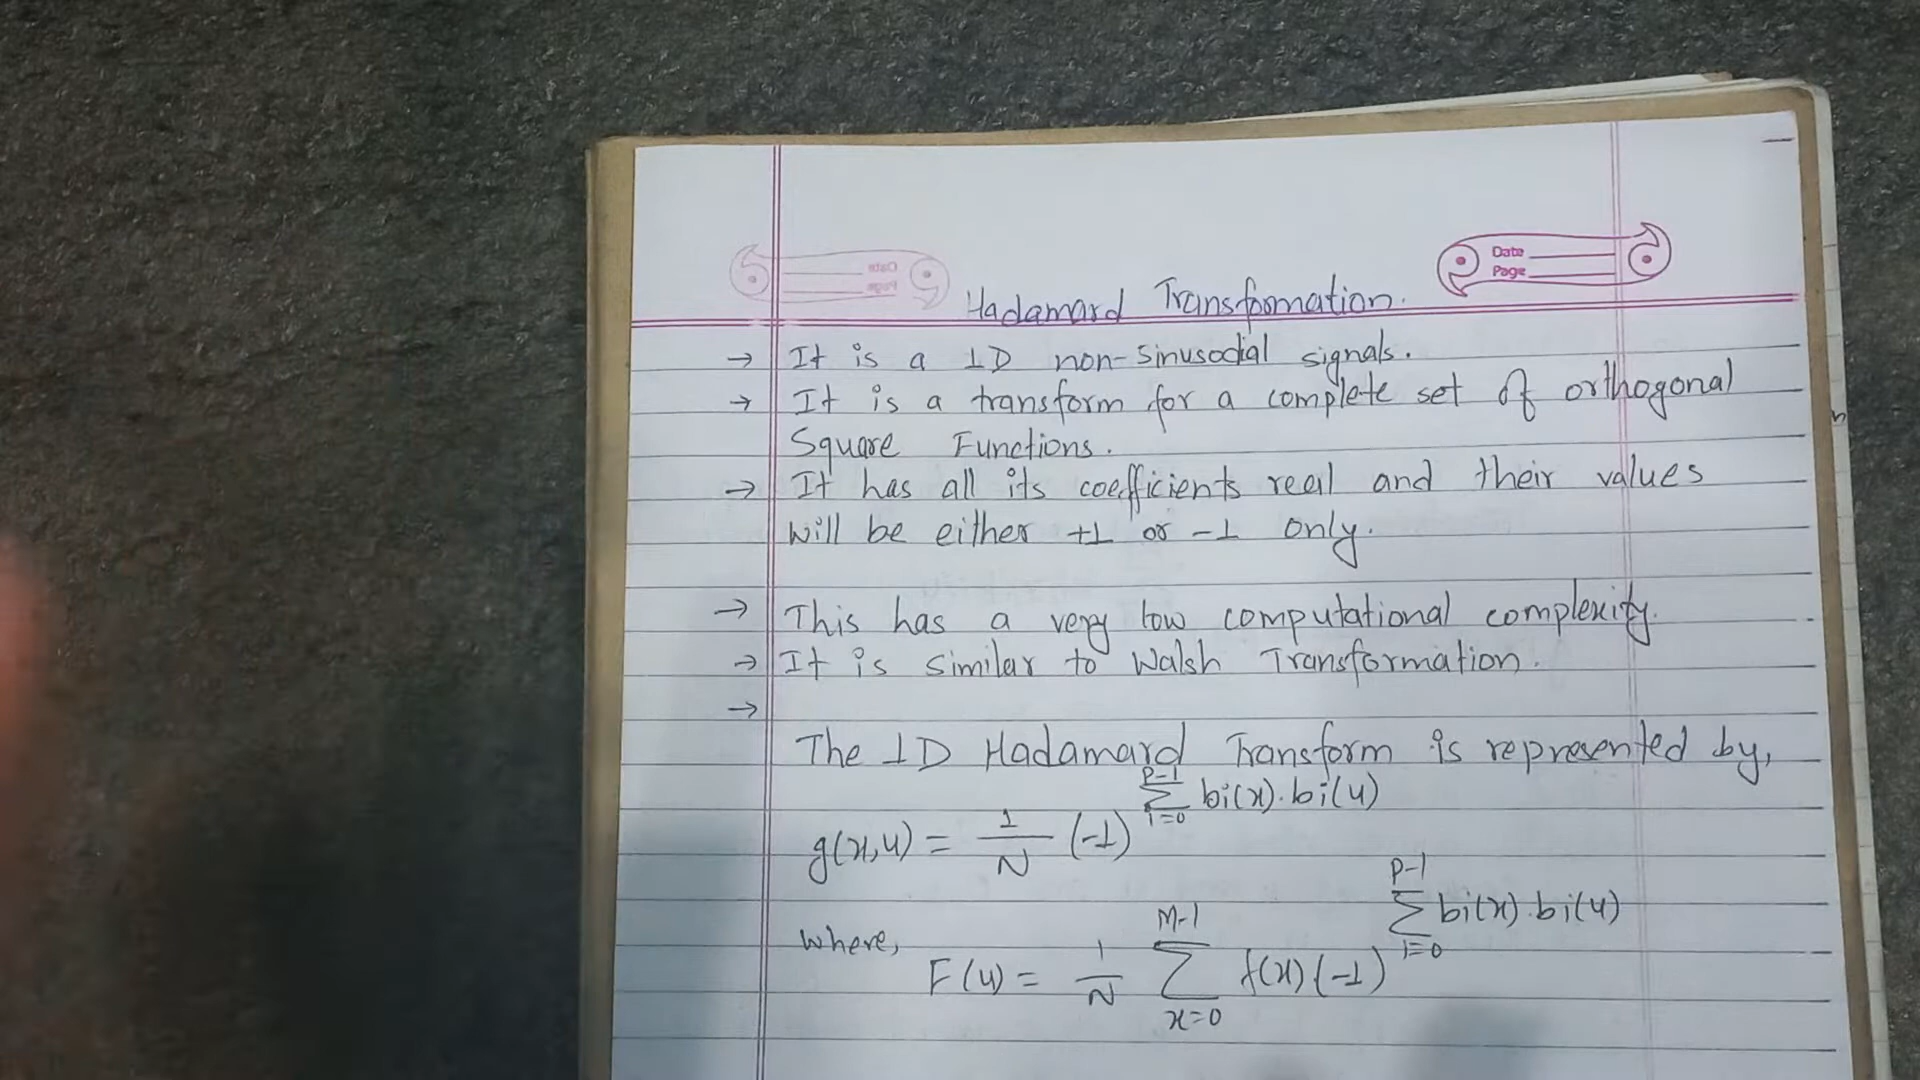 Date
Page
Hadamard Transformation.
→ It is a 1D non-sinusodial signals.
→ It is a transform for a complete set of orthogonal
Square Functions.
→ It has all its coefficients real and their values
will be either +1 or -1 only.
→ This has a very low computational complexity.
→ It is similar to Walsh Transformation.
→
The 1D Hadamard Transform is represented by,
g(x,u) = 1/N (-1)^{∑_{i=0}^{P-1} bi(x).bi(u)}
where,
F(u) = 1/N ∑_{x=0}^{M-1} f(x)(-1)^{∑_{i=0}^{P-1} bi(x).bi(u)}